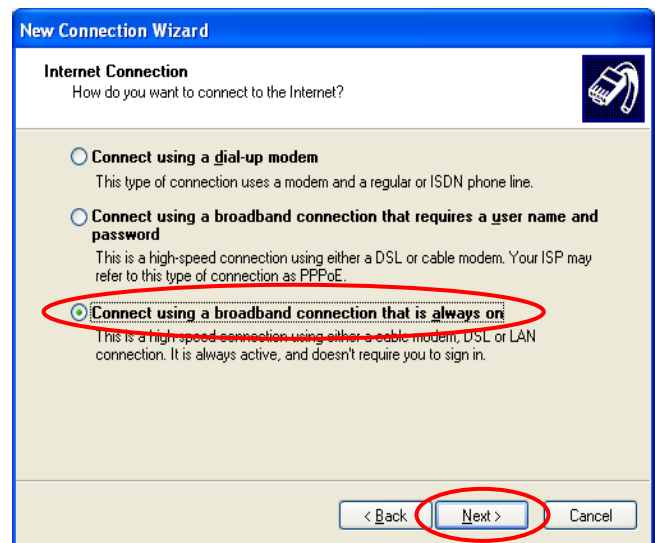 New Connection Wizard
Internet Connection
How do you want to connect to the Internet?
Connect using a dial-up modem
This type of connection uses a modem and a regular or ISDN phone line.
Connect using a broadband connection that requires a user name and
password
This is a high-speed connection using either a DSL or cable modem. Your ISP may
refer to this type of connection as PPPoE.
Connect using a broadband connection that is always on
This is a high-speed connection using either a cable modem, DSL or LAN
connection. It is always active, and doesn't require you to sign in.
< Back
Next >
Cancel